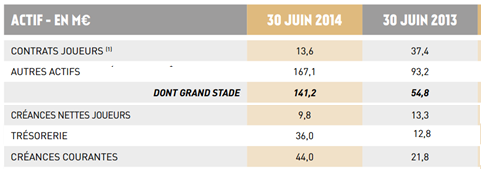 ACTIF - EN M€ 30 JUIN 2014 30 JUIN 2013
CONTRATS JOUEURS [1] 13,6 37,4
AUTRES ACTIFS 167,1 93,2
DONT GRAND STADE 141,2 54,8
CRÉANCES NETTES JOUEURS 9,8 13,3
TRÉSORERIE 36,0 12,8
CRÉANCES COURANTES 44,0 21,8